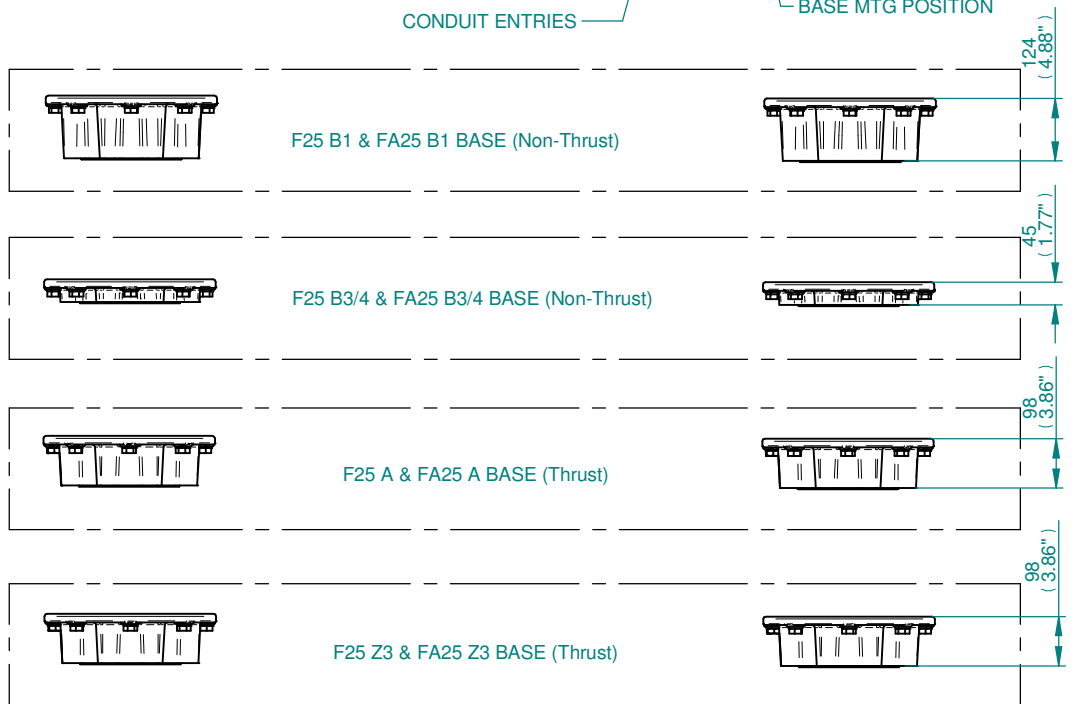 CONDUIT ENTRIES
BASE MTG POSITION
124
( 4.88" )
F25 B1 & FA25 B1 BASE (Non-Thrust)
45
( 1.77" )
F25 B3/4 & FA25 B3/4 BASE (Non-Thrust)
98
( 3.86" )
F25 A & FA25 A BASE (Thrust)
98
( 3.86" )
F25 Z3 & FA25 Z3 BASE (Thrust)